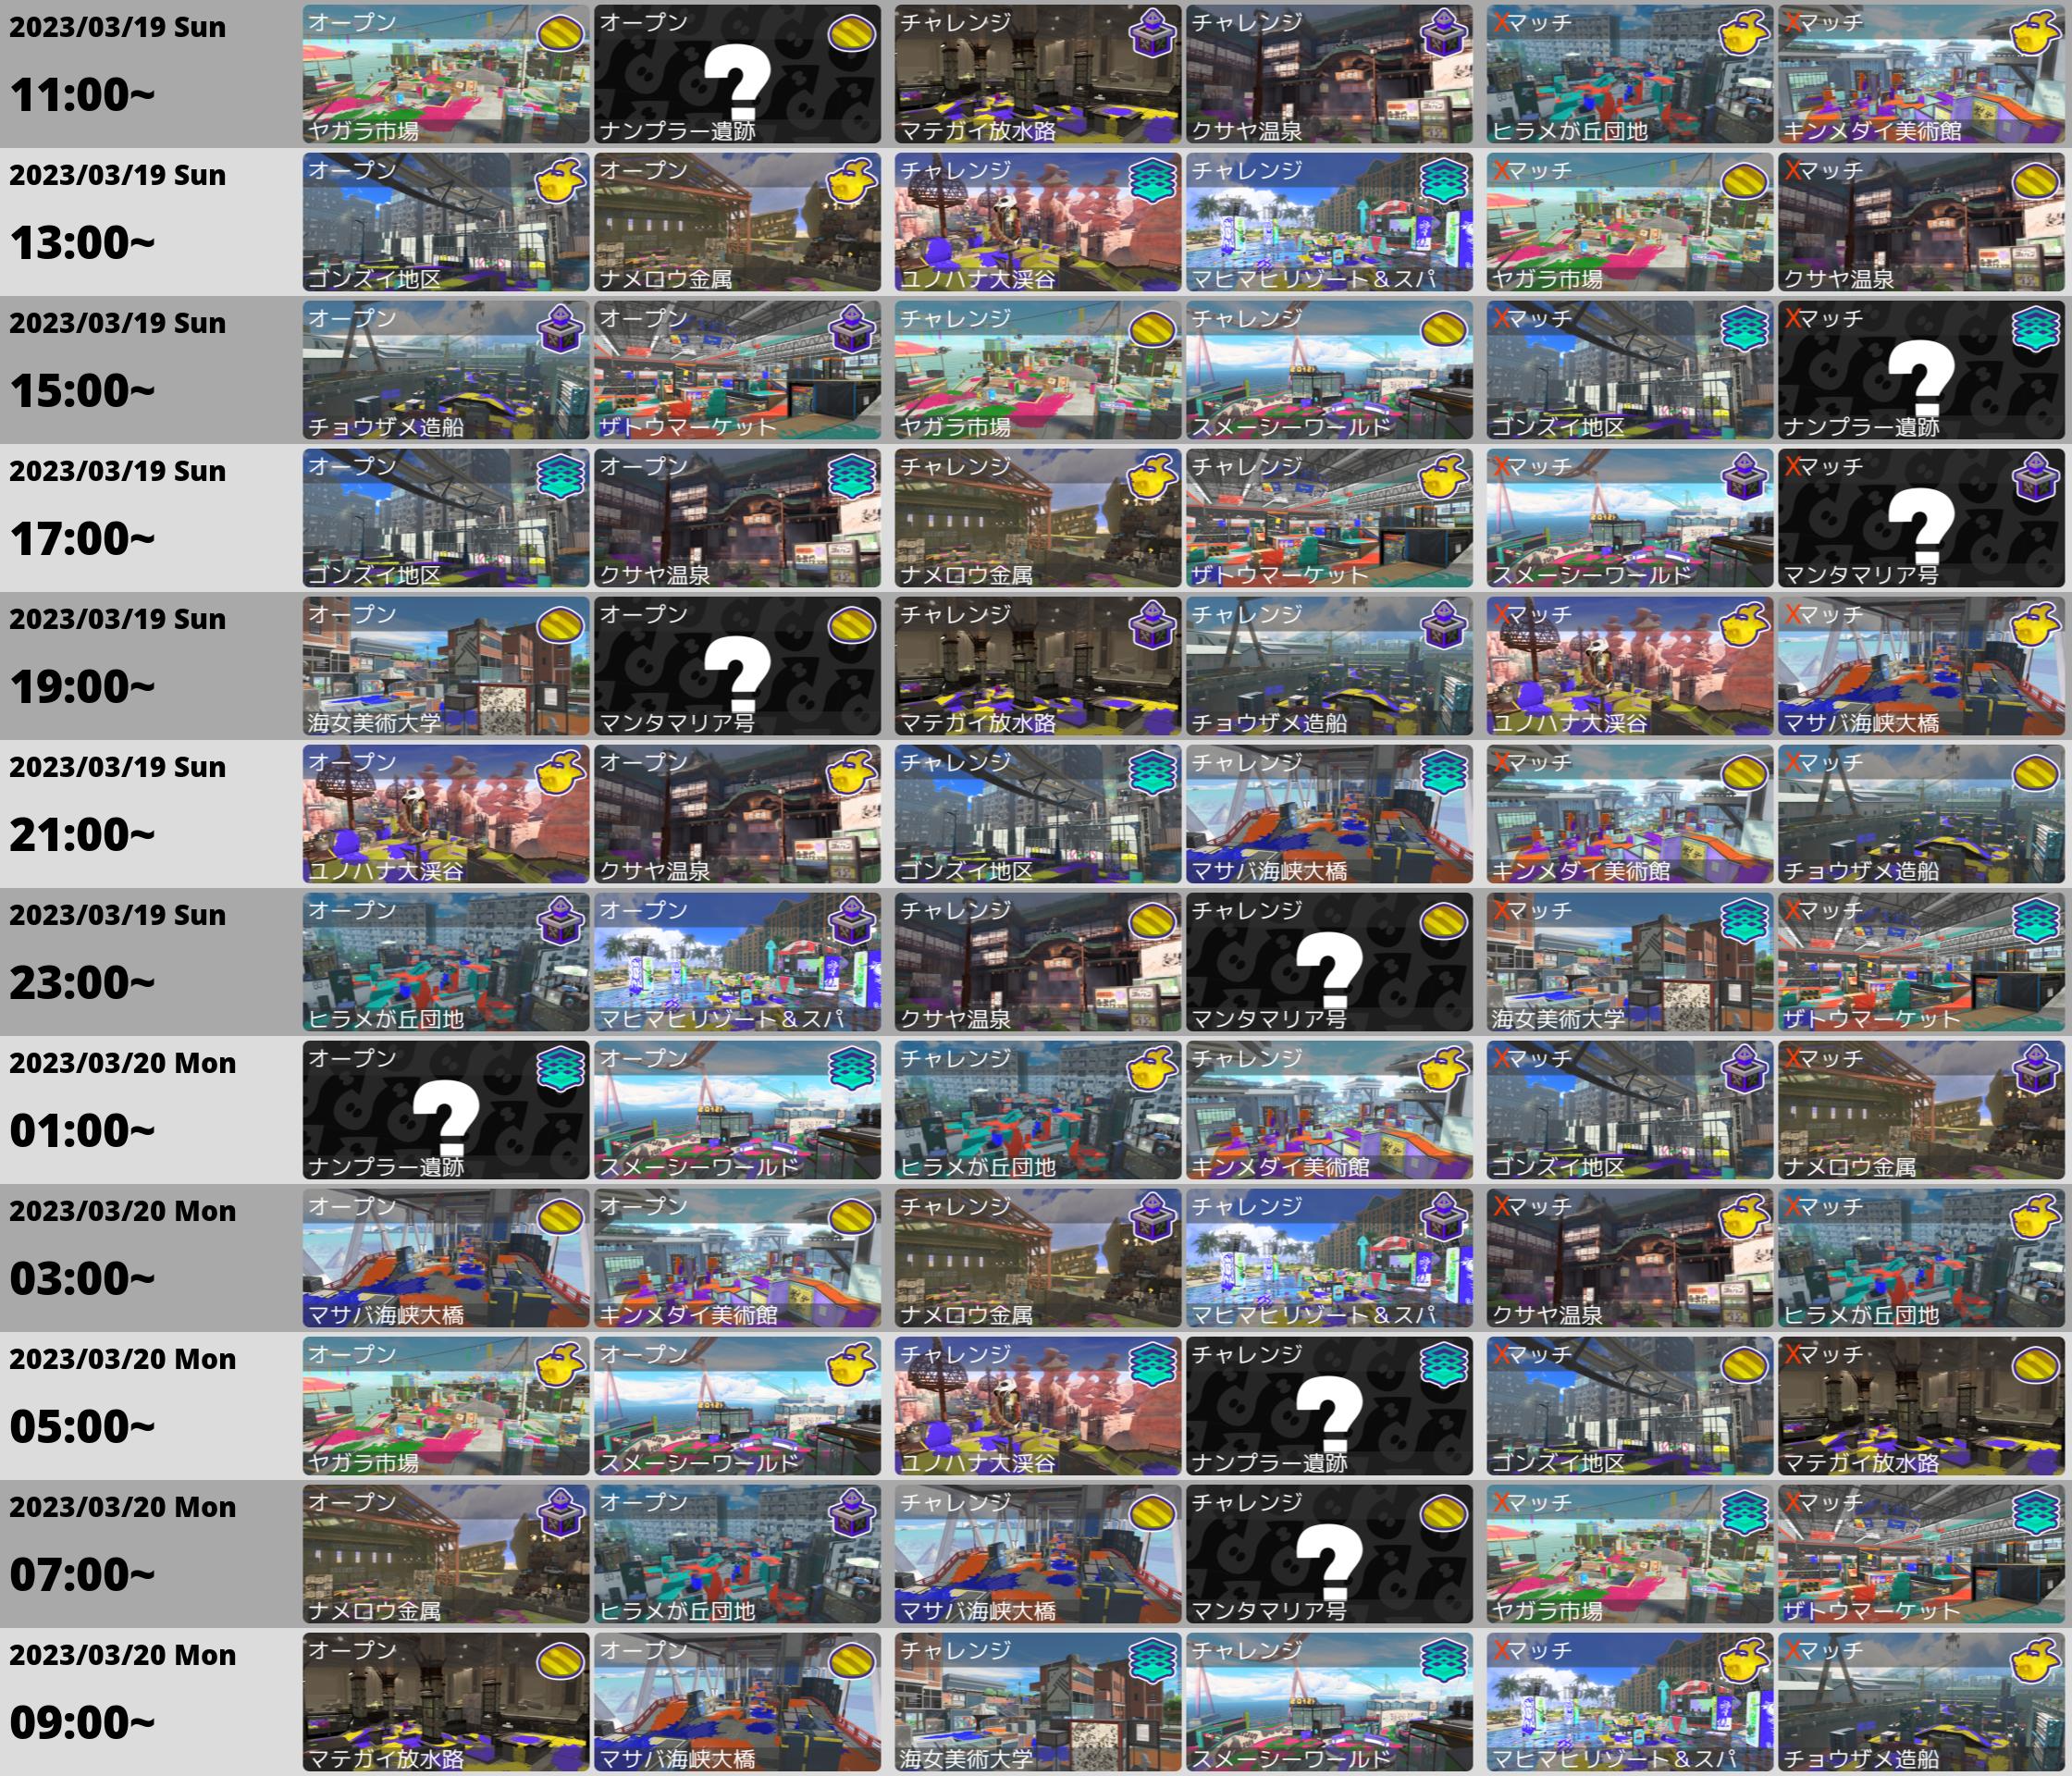 2023/03/19 Sun
11:00~
オープン
ヤガラ市場
オープン
ナンプラー遺跡
チャレンジ
マテガイ放水路
チャレンジ
クサヤ温泉
Xマッチ
ヒラメが丘団地
Xマッチ
キンメダイ美術館
2023/03/19 Sun
13:00~
オープン
ゴンズイ地区
オープン
ナメロウ金属
チャレンジ
ユノハナ大渓谷
チャレンジ
マヒマヒリゾート&スパ
Xマッチ
ヤガラ市場
Xマッチ
クサヤ温泉
2023/03/19 Sun
15:00~
オープン
チョウザメ造船
オープン
ザトウマーケット
チャレンジ
ヤガラ市場
チャレンジ
スメーシーワールド
Xマッチ
ゴンズイ地区
Xマッチ
ナンプラー遺跡
2023/03/19 Sun
17:00~
オープン
ゴンズイ地区
オープン
クサヤ温泉
チャレンジ
ナメロウ金属
チャレンジ
ザトウマーケット
Xマッチ
スメーシーワールド
Xマッチ
マンタマリア号
2023/03/19 Sun
19:00~
オープン
海女美術大学
オープン
マンタマリア号
チャレンジ
マテガイ放水路
チャレンジ
チョウザメ造船
Xマッチ
ユノハナ大渓谷
Xマッチ
マサバ海峡大橋
2023/03/19 Sun
21:00~
オープン
ユノハナ大渓谷
オープン
クサヤ温泉
チャレンジ
ゴンズイ地区
チャレンジ
マサバ海峡大橋
Xマッチ
キンメダイ美術館
Xマッチ
チョウザメ造船
2023/03/19 Sun
23:00~
オープン
ヒラメが丘団地
オープン
マヒマヒリゾート&スパ
チャレンジ
クサヤ温泉
チャレンジ
マンタマリア号
Xマッチ
海女美術大学
Xマッチ
ザトウマーケット
2023/03/20 Mon
01:00~
オープン
ナンプラー遺跡
オープン
スメーシーワールド
チャレンジ
ヒラメが丘団地
チャレンジ
キンメダイ美術館
Xマッチ
ゴンズイ地区
Xマッチ
ナメロウ金属
2023/03/20 Mon
03:00~
オープン
マサバ海峡大橋
オープン
キンメダイ美術館
チャレンジ
ナメロウ金属
チャレンジ
マヒマヒリゾート&スパ
Xマッチ
クサヤ温泉
Xマッチ
ヒラメが丘団地
2023/03/20 Mon
05:00~
オープン
ヤガラ市場
オープン
スメーシーワールド
チャレンジ
ユノハナ大渓谷
チャレンジ
ナンプラー遺跡
Xマッチ
ゴンズイ地区
Xマッチ
マテガイ放水路
2023/03/20 Mon
07:00~
オープン
ナメロウ金属
オープン
ヒラメが丘団地
チャレンジ
マサバ海峡大橋
チャレンジ
マンタマリア号
Xマッチ
ヤガラ市場
Xマッチ
ザトウマーケット
2023/03/20 Mon
09:00~
オープン
マテガイ放水路
オープン
マサバ海峡大橋
チャレンジ
海女美術大学
チャレンジ
スメーシーワールド
Xマッチ
マヒマヒリゾート&スパ
Xマッチ
チョウザメ造船